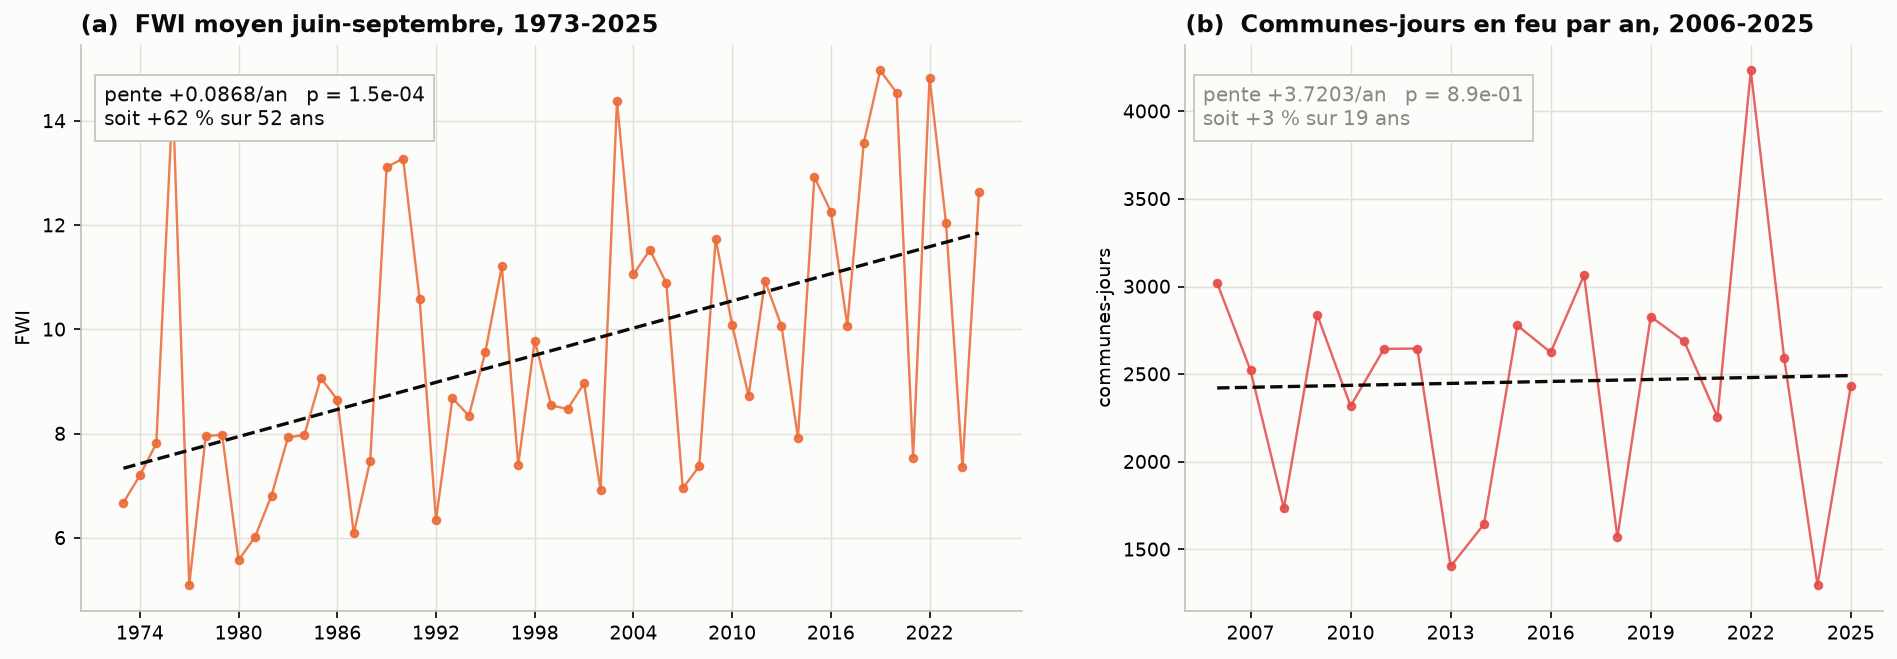 (a)  FWI moyen juin-septembre, 1973-2025
pente +0.0868/an   p = 1.5e-04
soit +62 % sur 52 ans
FWI
14
12
10
8
6
1974 1980 1986 1992 1998 2004 2010 2016 2022
(b)  Communes-jours en feu par an, 2006-2025
pente +3.7203/an   p = 8.9e-01
soit +3 % sur 19 ans
communes-jours
4000
3500
3000
2500
2000
1500
2007 2010 2013 2016 2019 2022 2025